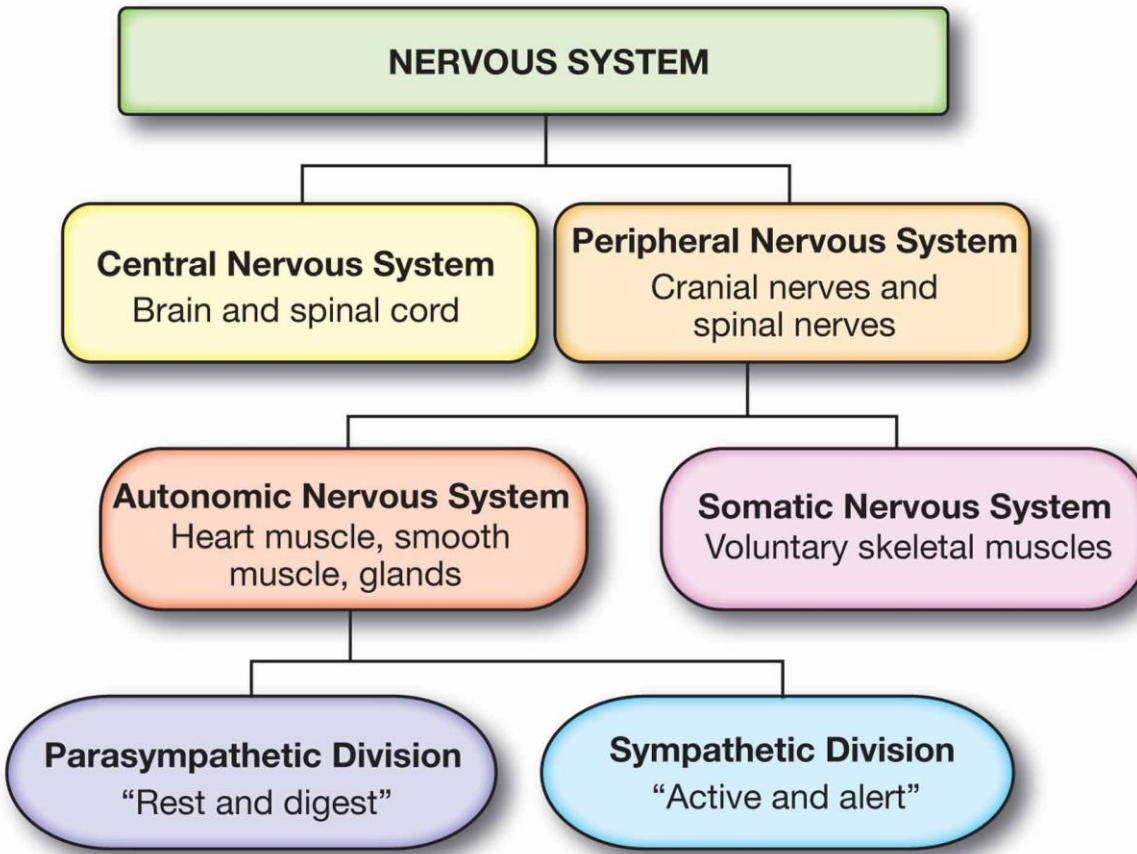 NERVOUS SYSTEM
Central Nervous System
Brain and spinal cord
Peripheral Nervous System
Cranial nerves and
spinal nerves
Autonomic Nervous System
Heart muscle, smooth
muscle, glands
Somatic Nervous System
Voluntary skeletal muscles
Parasympathetic Division
“Rest and digest”
Sympathetic Division
“Active and alert”